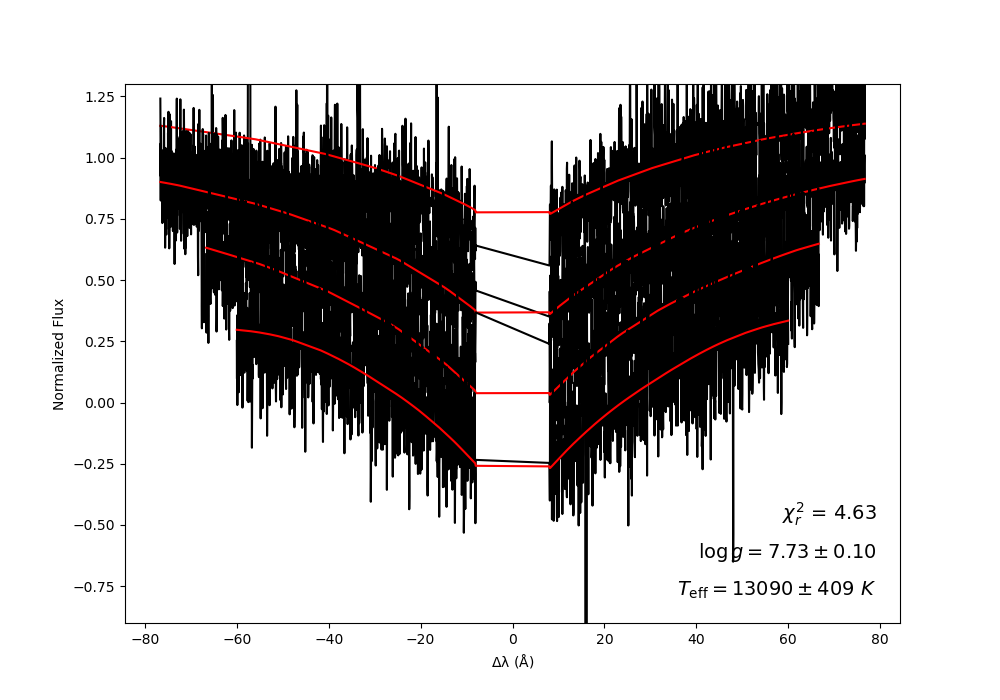 1.25
1.00
0.75
0.50
0.25
0.00
−0.25
−0.50
−0.75
Normalized Flux
χ²ᵣ = 4.63
log g = 7.73 ± 0.10
T_eff = 13090 ± 409 K
−80 −60 −40 −20 0 20 40 60 80
Δλ (Å)